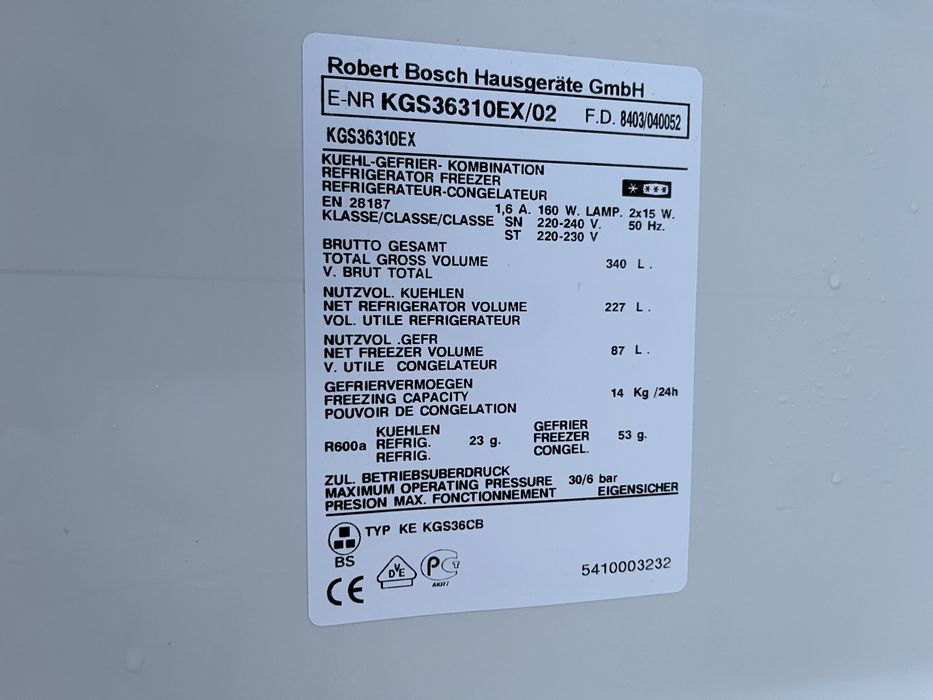 Robert Bosch Hausgeräte GmbH
E-NR KGS36310EX/02 F.D. 8403/040052
KGS36310EX
KUEHL-GEFRIER- KOMBINATION
REFRIGERATOR FREEZER
REFRIGERATEUR-CONGELATEUR
EN 28187 1,6 A. 160 W. LAMP. 2x15 W.
KLASSE/CLASSE/CLASSE SN 220-240 V. 50 Hz.
ST 220-230 V
BRUTTO GESAMT
TOTAL GROSS VOLUME 340 L .
V. BRUT TOTAL
NUTZVOL. KUEHLEN
NET REFRIGERATOR VOLUME 227 L .
VOL. UTILE REFRIGERATEUR
NUTZVOL .GEFR
NET FREEZER VOLUME 87 L .
V. UTILE CONGELATEUR
GEFRIERVERMOEGEN
FREEZING CAPACITY 14 Kg /24h
POUVOIR DE CONGELATION
KUEHLEN GEFRIER
R600a REFRIG. 23 g. FREEZER 53 g.
REFRIG. CONGEL.
ZUL. BETRIEBSUBERDRUCK
MAXIMUM OPERATING PRESSURE 30/6 bar
PRESION MAX. FONCTIONNEMENT EIGENSICHER
TYP KE KGS36CB
BS
DVE PCT
5410003232
CE